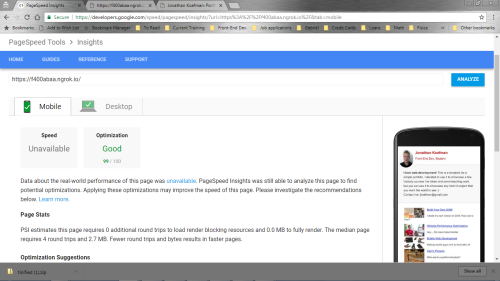 PageSpeed Insights
https://f400abaa.ngrok.io
Jonathan Kaefmam Por
Secure
https://developers.google.com/speed/pagespeed/insights/?url=https%3A%2F%2Ff400abaa.ngrok.io%2F&tab=mobile
Apps
Bookmarks
Add to Wish List
Bookmark Manager
To Read
Current Training
Front-End Dev
Job applications
Credit Cards
Loans
Math
Other bookmarks
PageSpeed Tools > Insights
HOME
GUIDES
REFERENCE
SUPPORT
https://f400abaa.ngrok.io/
ANALYZE
Mobile
Desktop
Speed
Unavailable
Optimization
Good
99 / 100
Data about the real-world performance of this page was unavailable. PageSpeed Insights was still able to analyze this page to find
potential optimizations. Applying these optimizations may improve the speed of this page. Please investigate the recommendations
below. Learn more.
Page Stats
PSI estimates this page requires 0 additional round trips to load render blocking resources and 0.0 MB to fully render. The median page
requires 4 round trips and 2.7 MB. Fewer round trips and bytes results in faster pages.
Optimization Suggestions
Jonathan Kaefmam
Front-End Dev, Student
Show all